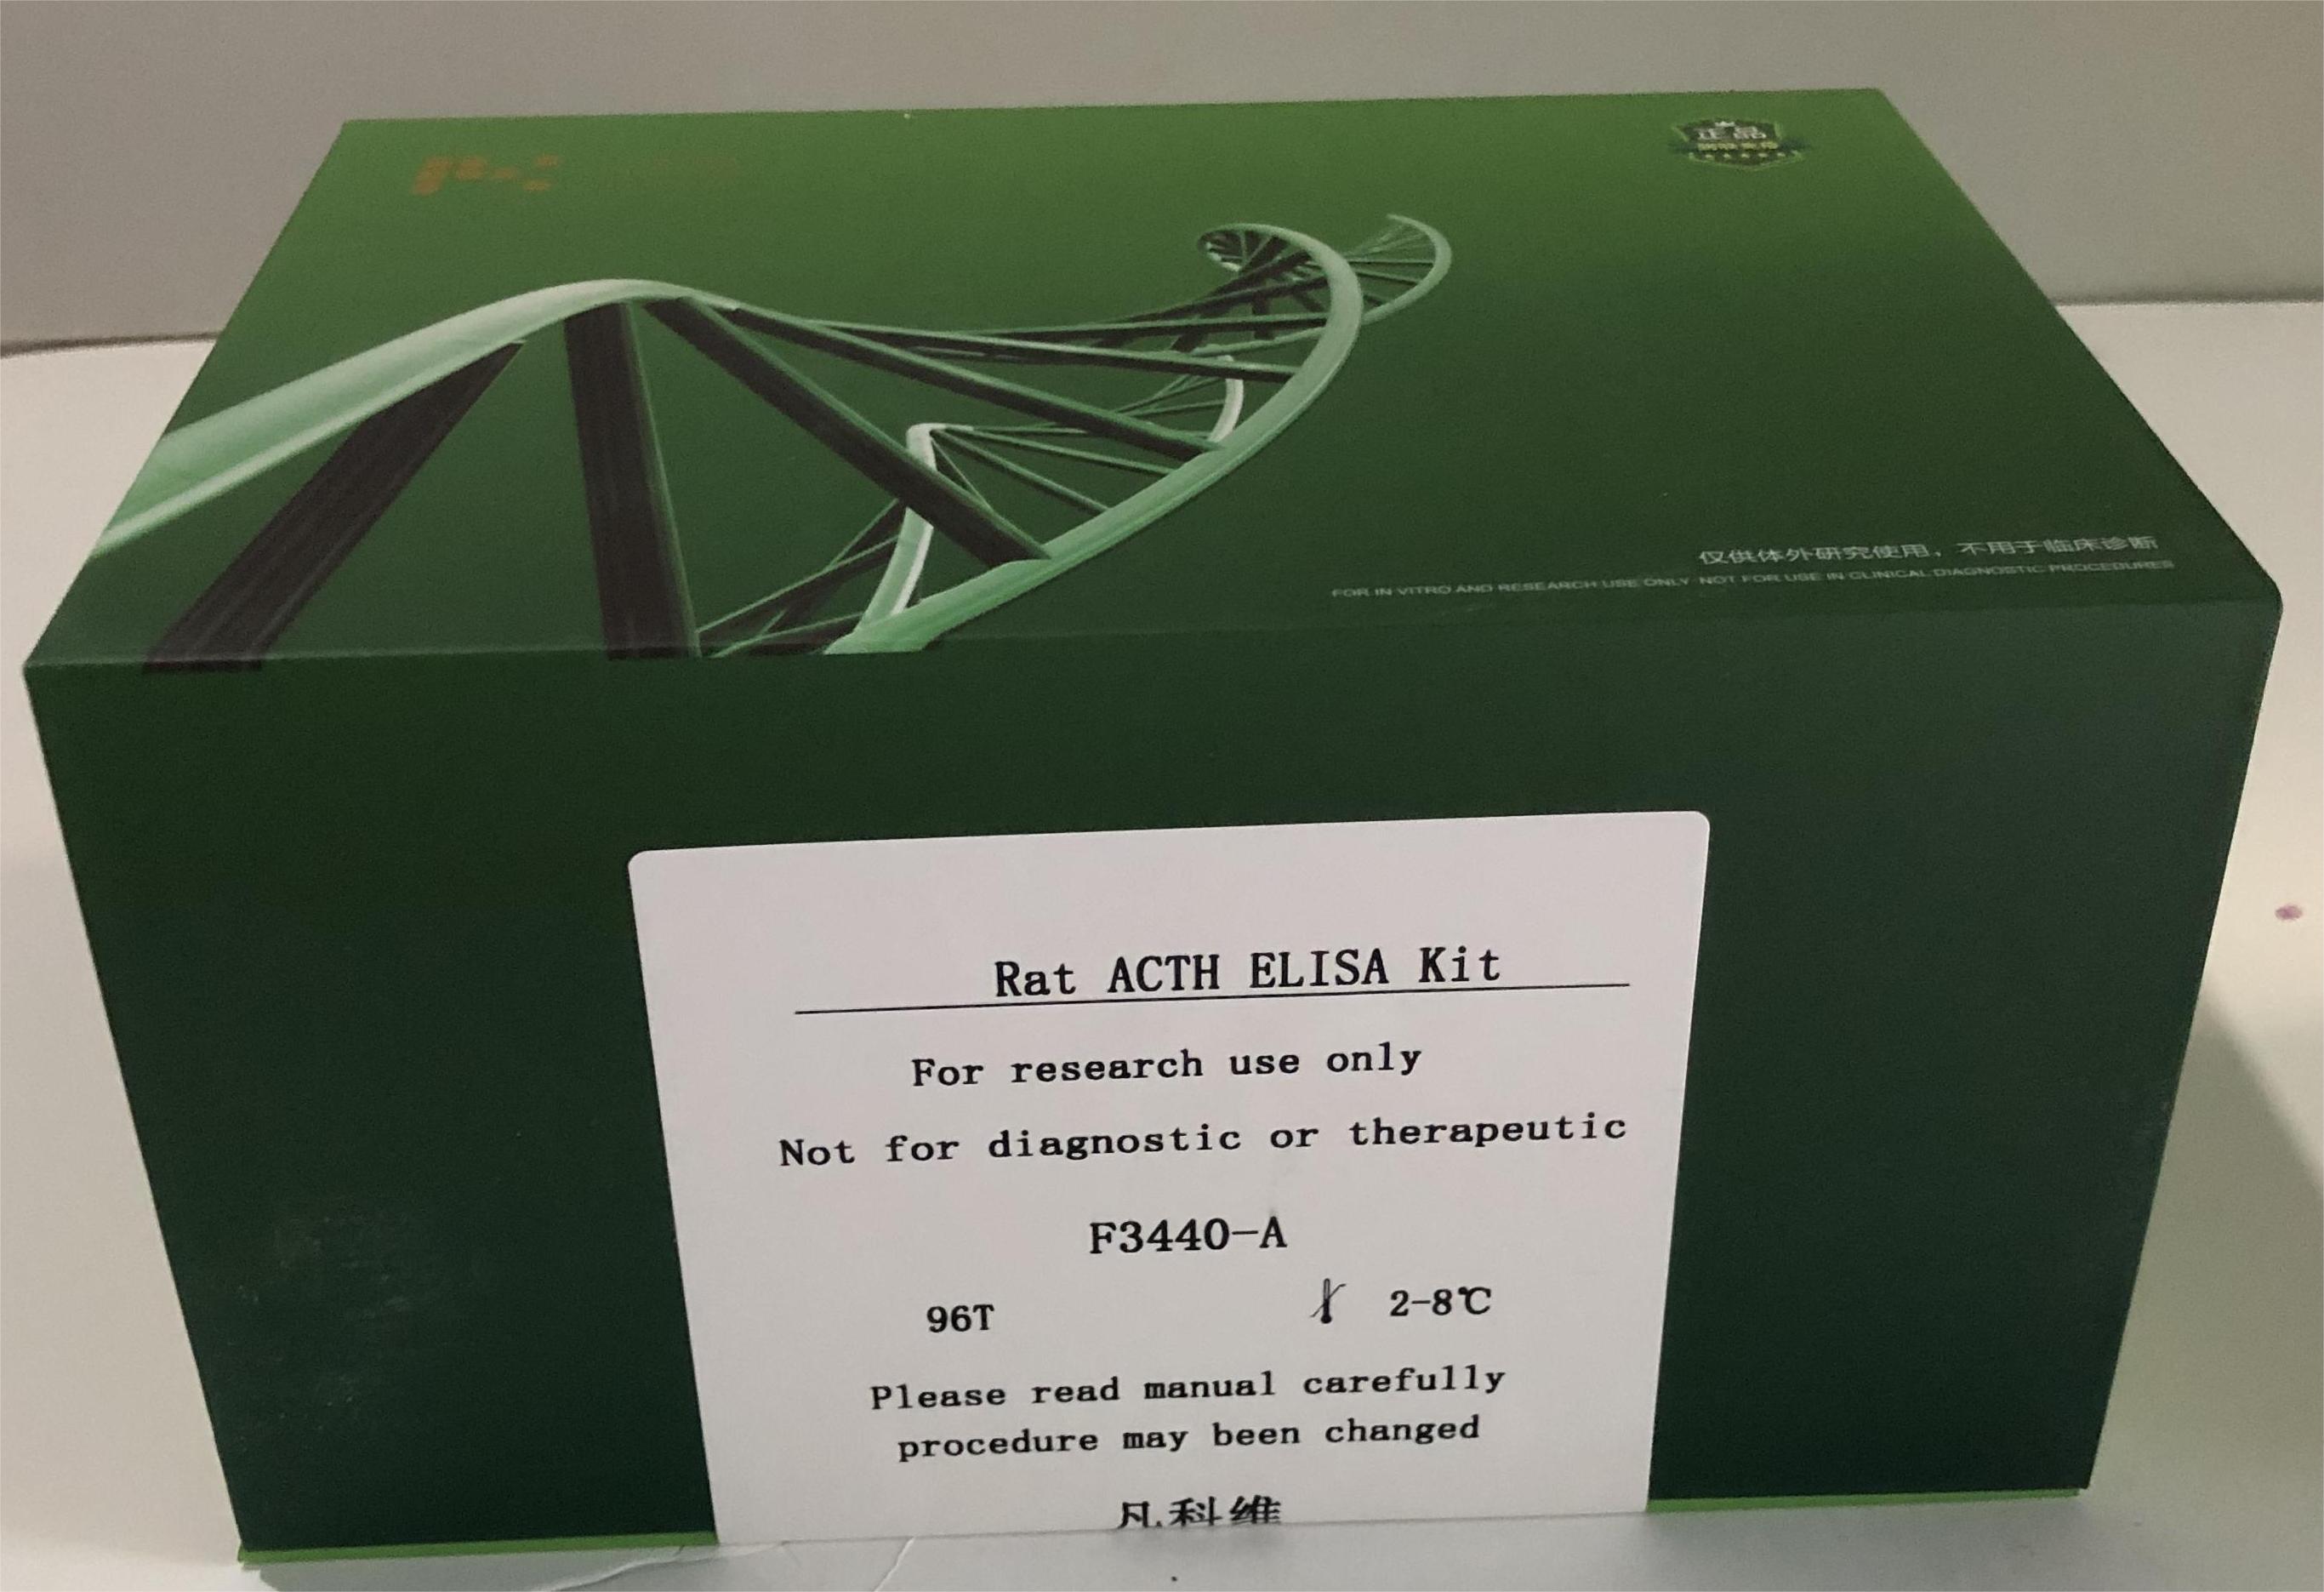 正品
仅供体外研究使用，不用于临床诊断
FOR IN VITRO AND RESEARCH USE ONLY NOT FOR USE IN CLINICAL DIAGNOSTIC PROCEDURES
Rat ACTH ELISA Kit
For research use only
Not for diagnostic or therapeutic
F3440-A
96T 2-8℃
Please read manual carefully
procedure may been changed
凡科维